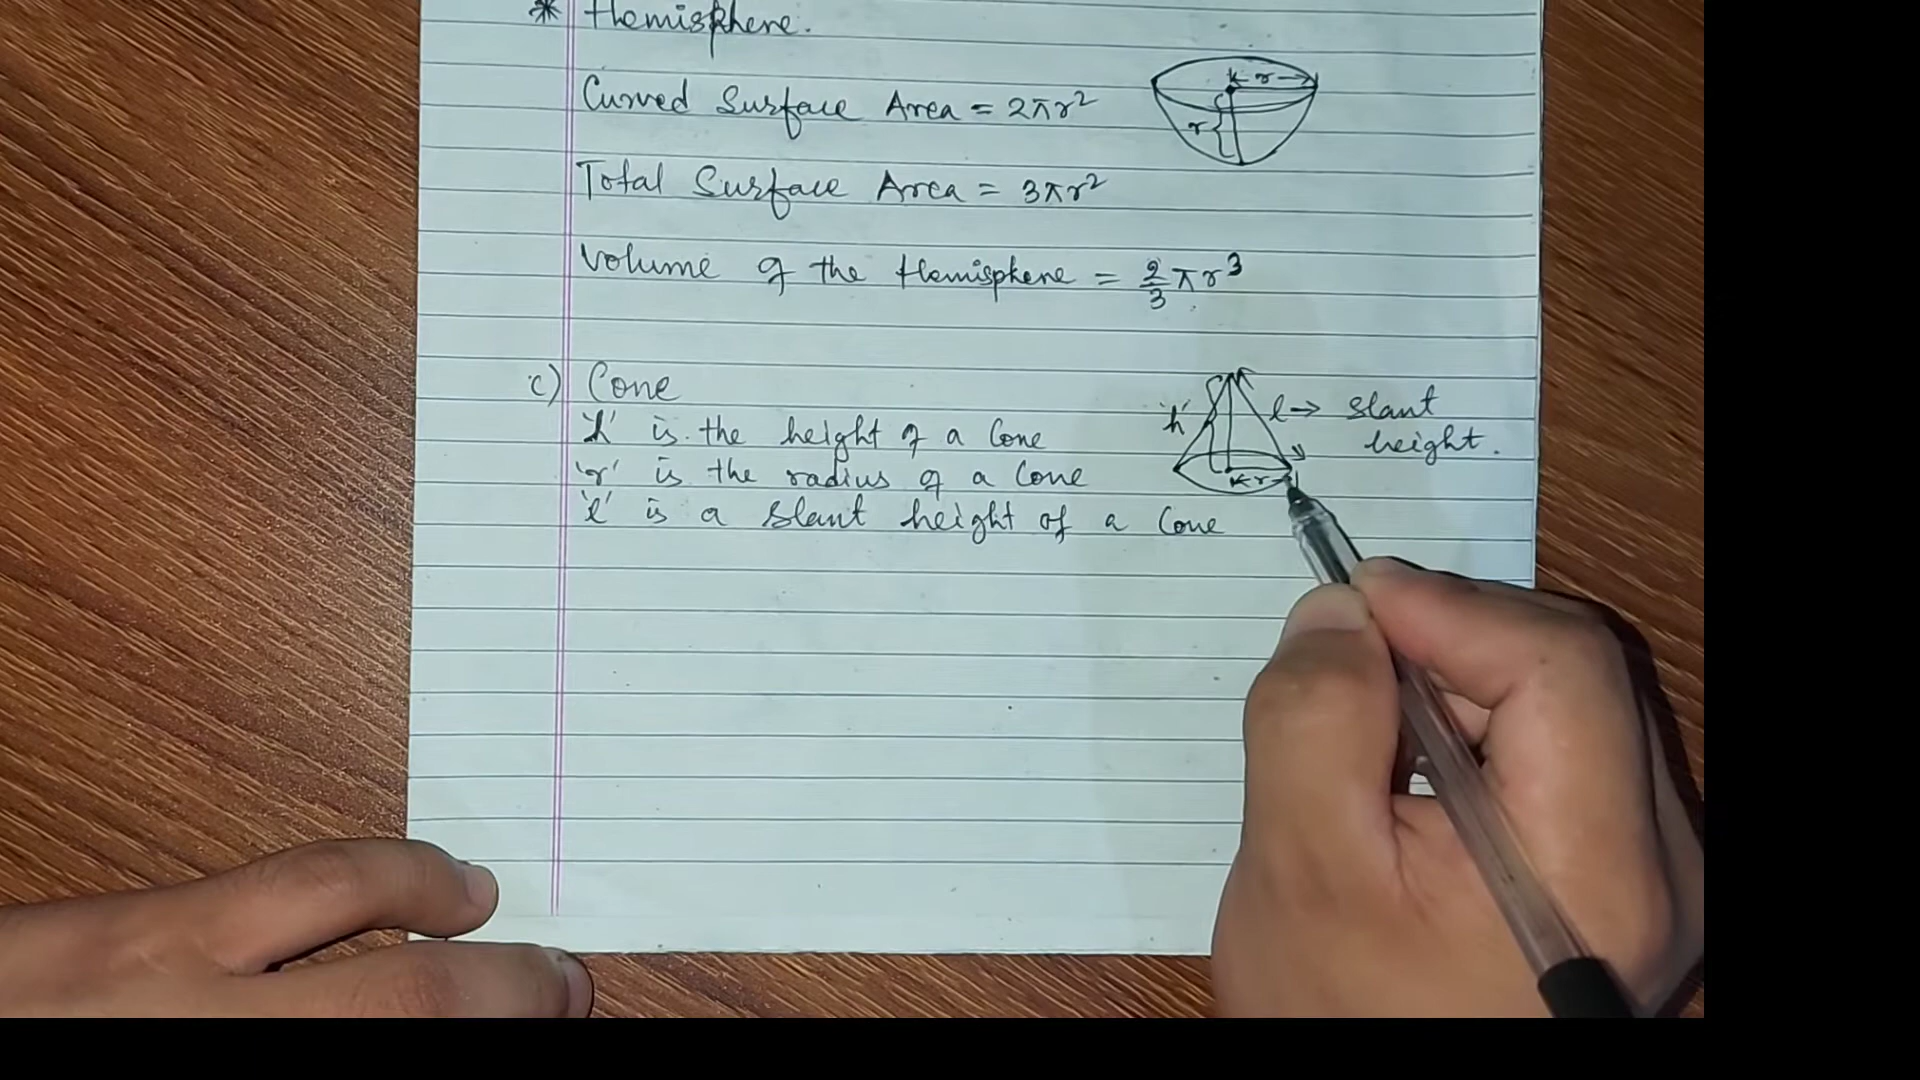 * Hemisphere.
r
Curved Surface Area = 2πr²
r
Total Surface Area = 3πr²
Volume of the Hemisphere = 2/3 πr³
c) Cone
'h'
l → slant
height.
'h' is the height of a Cone
'r' is the radius of a Cone
r
'l' is a slant height of a Cone